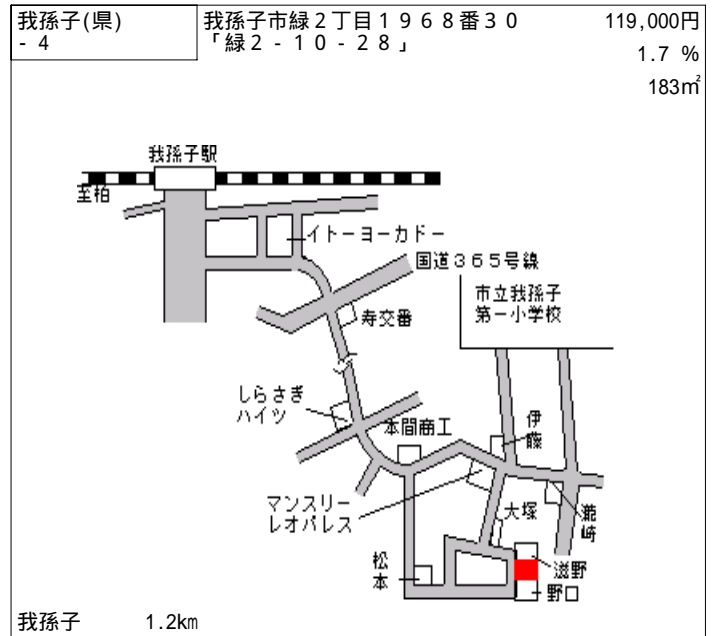 我孫子(県)
- 4
我孫子市緑２丁目１９６８番３０
「緑２-１０-２８」
119,000円
1.7 %
183㎡
我孫子駅
至柏
イトーヨーカドー
国道３６５号線
市立我孫子
第一小学校
寿交番
しらさぎ
ハイツ
本間商工
伊藤
マンスリー
レオパレス
大塚
滝崎
松本
滋野
野口
我孫子 1.2km